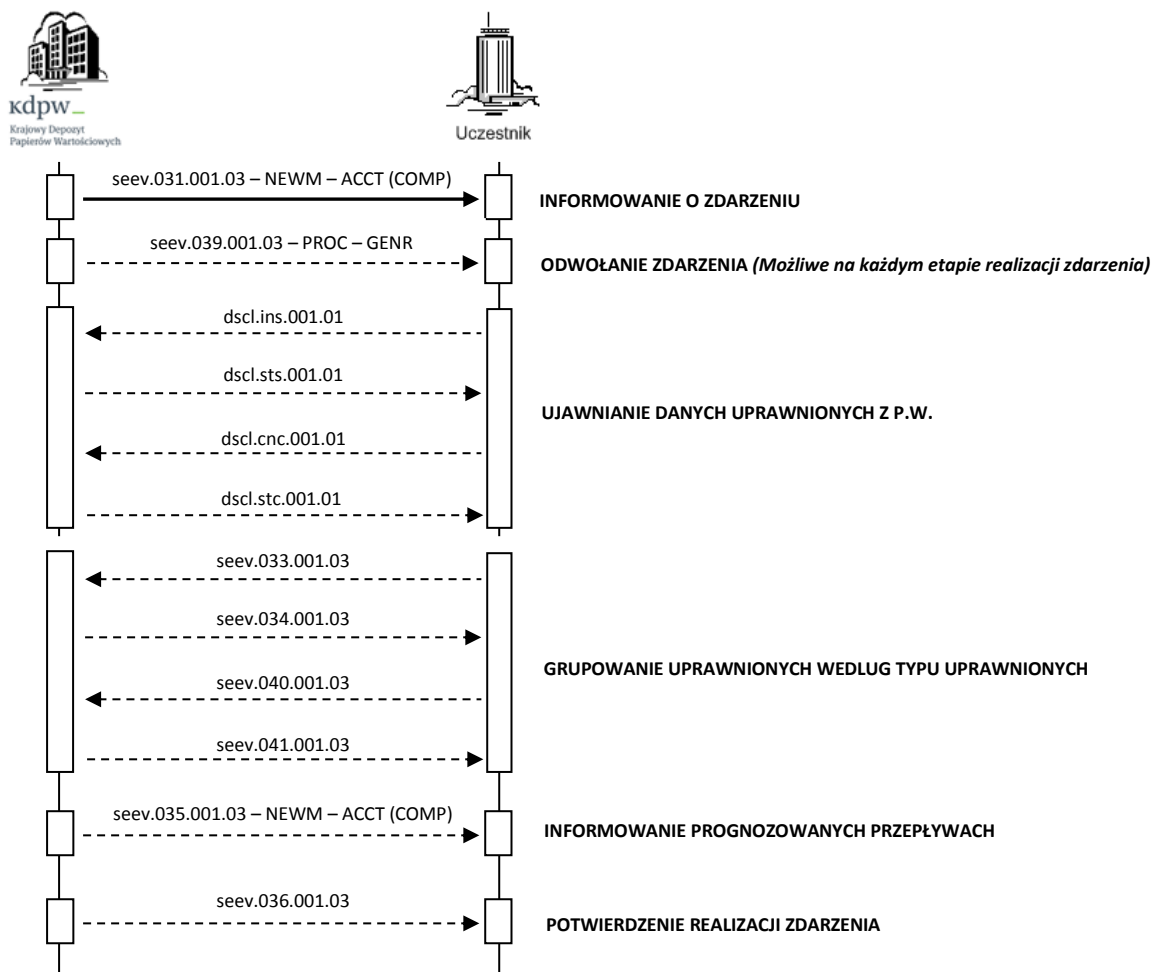 кdpw_
Krajowy Depozyt
Papierów Wartościowych
Uczestnik
seev.031.001.03 – NEWM – ACCT (COMP)
INFORMOWANIE O ZDARZENIU
seev.039.001.03 – PROC – GENR
ODWOŁANIE ZDARZENIA (Możliwe na każdym etapie realizacji zdarzenia)
dscl.ins.001.01
dscl.sts.001.01
UJAWNIANIE DANYCH UPRAWNIONYCH Z P.W.
dscl.cnc.001.01
dscl.stc.001.01
seev.033.001.03
seev.034.001.03
GRUPOWANIE UPRAWNIONYCH WEDLUG TYPU UPRAWNIONYCH
seev.040.001.03
seev.041.001.03
seev.035.001.03 – NEWM – ACCT (COMP)
INFORMOWANIE PROGNOZOWANYCH PRZEPŁYWACH
seev.036.001.03
POTWIERDZENIE REALIZACJI ZDARZENIA